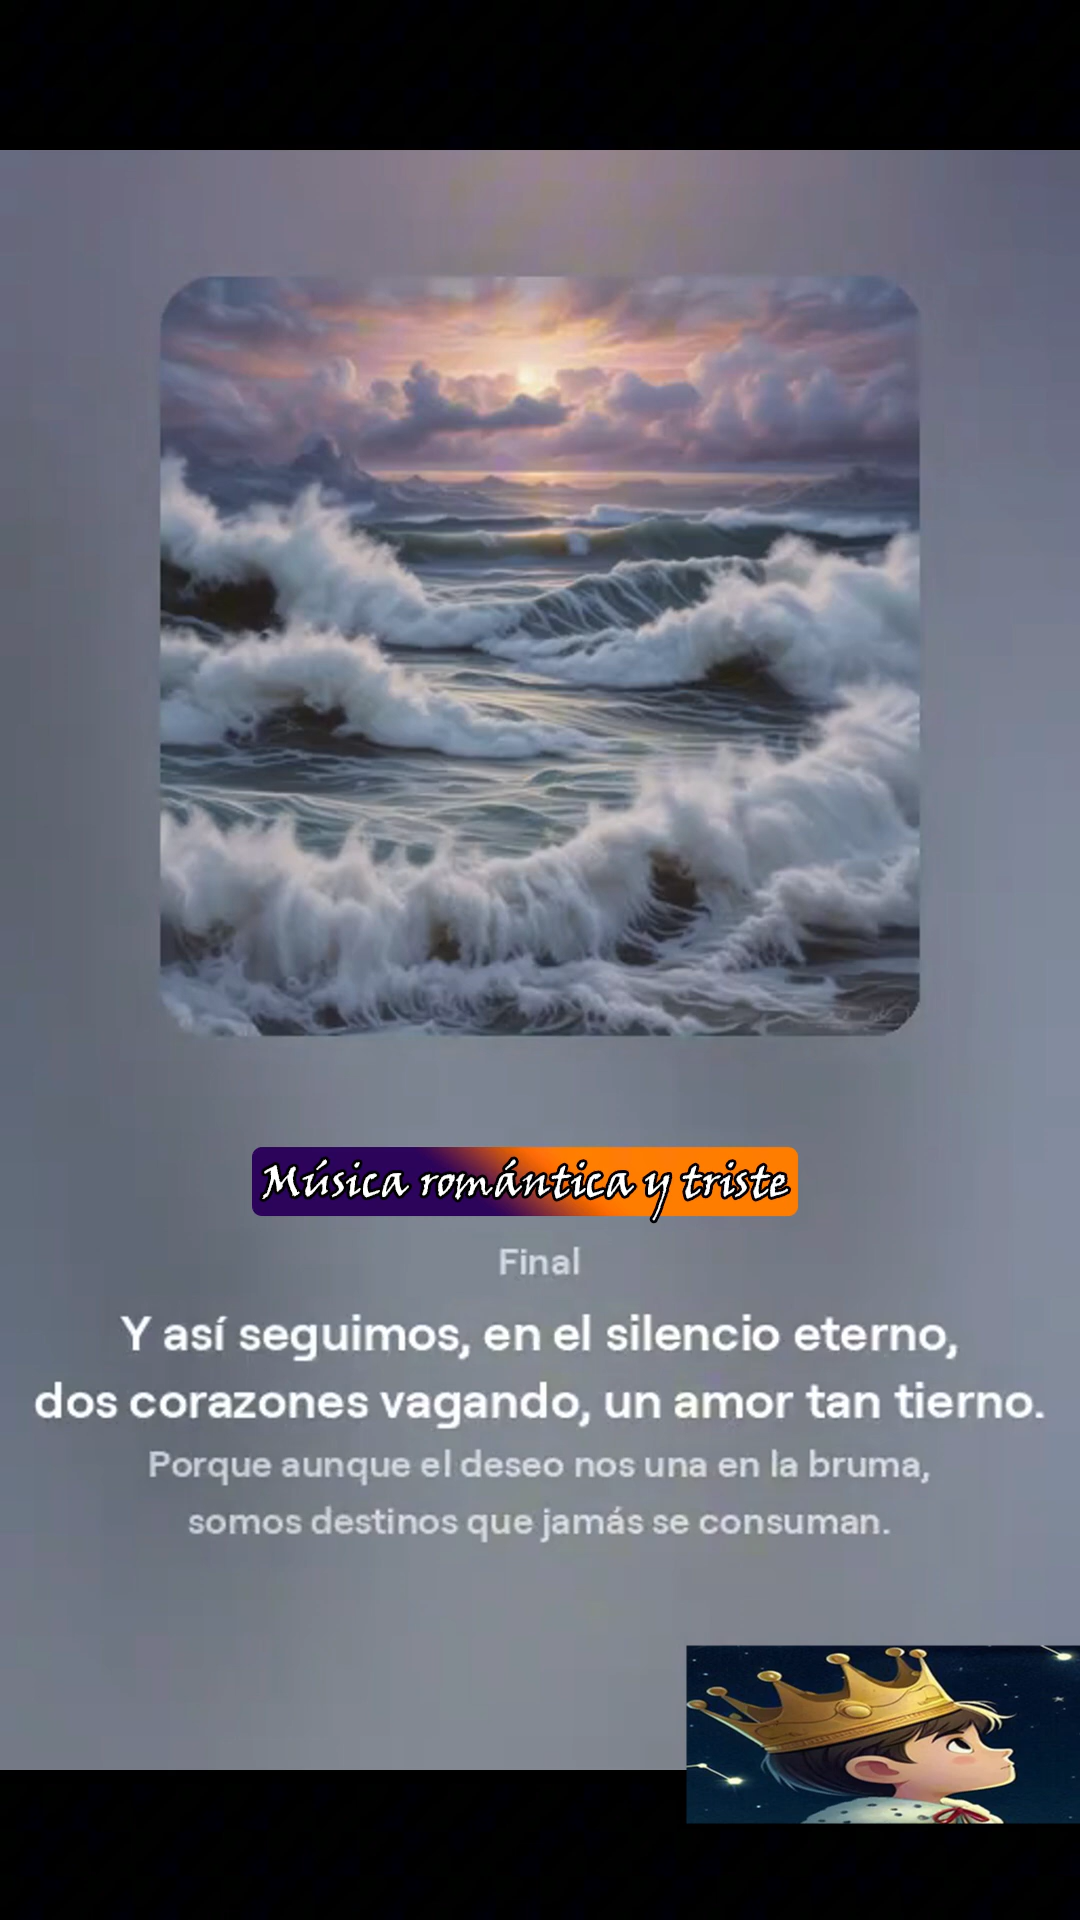 Música romántica y triste
Final
Y así seguimos, en el silencio eterno,
dos corazones vagando, un amor tan tierno.
Porque aunque el deseo nos una en la bruma,
somos destinos que jamás se consuman.